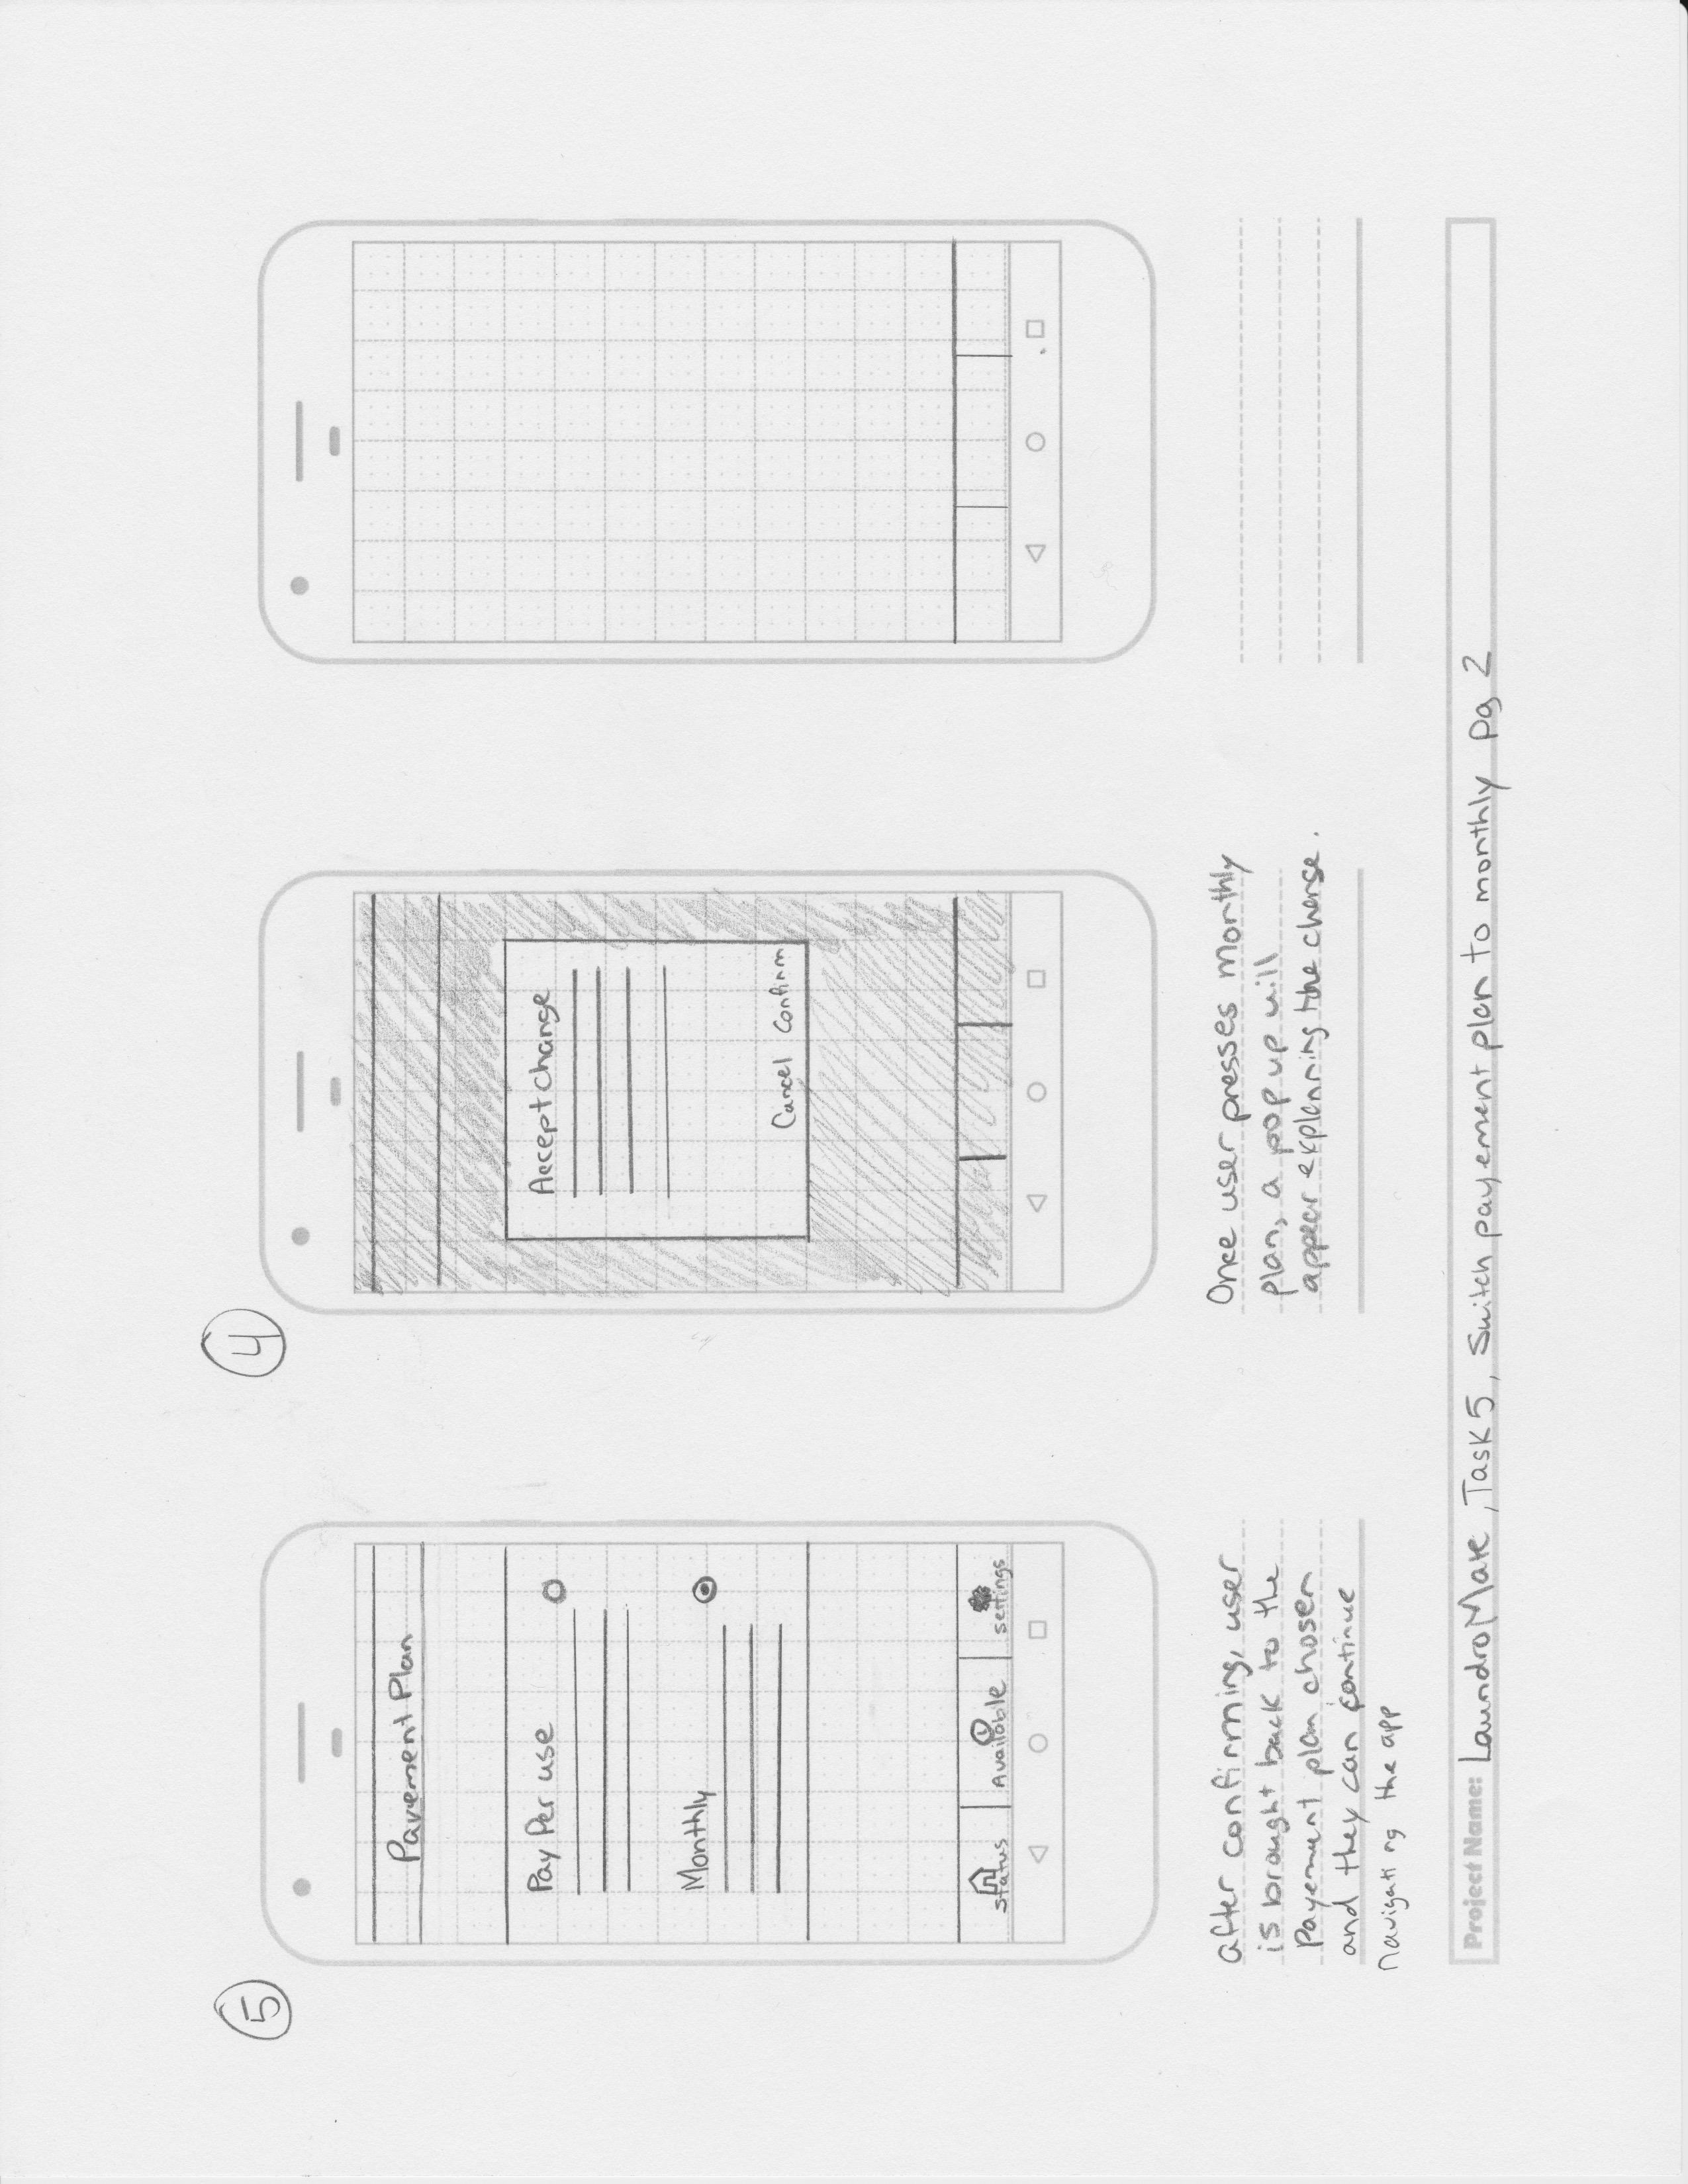 5
Payement Plan
Pay Per use
Monthly
Status
Available
settings
after confirming, user
is brought back to the
Payement plan chosen
and they can continue
navigating the app
4
Accept change
Cancel Confirm
Once user presses monthly
plan, a pop up will
appear explanning the change.
Project Name: LaundroMate, Task 5, Switch payement plan to monthly pg 2